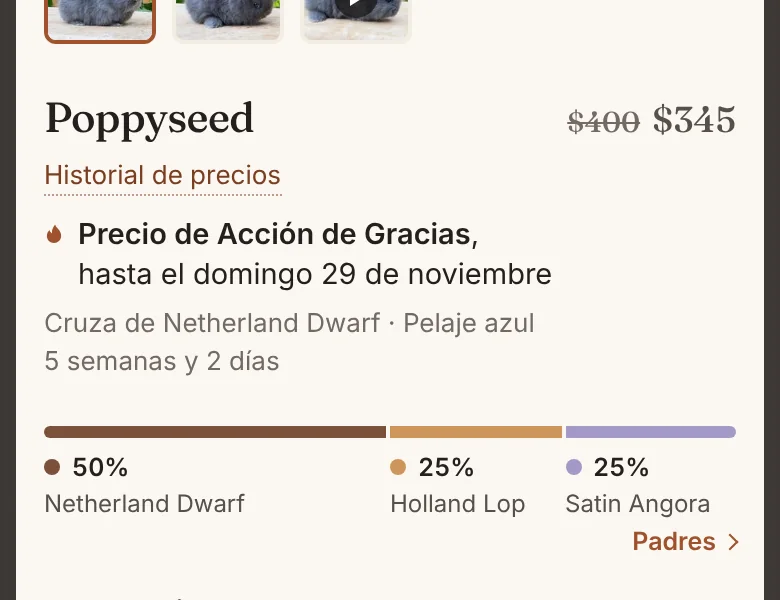 Poppyseed
$400 $345
Historial de precios
Precio de Acción de Gracias,
hasta el domingo 29 de noviembre
Cruza de Netherland Dwarf · Pelaje azul
5 semanas y 2 días
50%
Netherland Dwarf
25%
Holland Lop
25%
Satin Angora
Padres